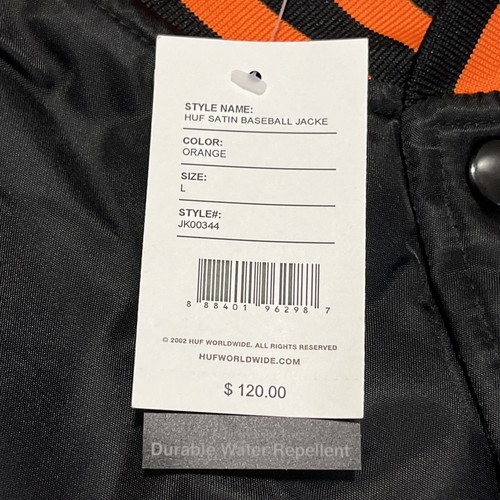 STYLE NAME:
HUF SATIN BASEBALL JACKE
COLOR:
ORANGE
SIZE:
L
STYLE#:
JK00344
8 88401 96298 7
© 2002 HUF WORLDWIDE. ALL RIGHTS RESERVED
HUFWORLDWIDE.COM
$ 120.00
Durable Water Repellent